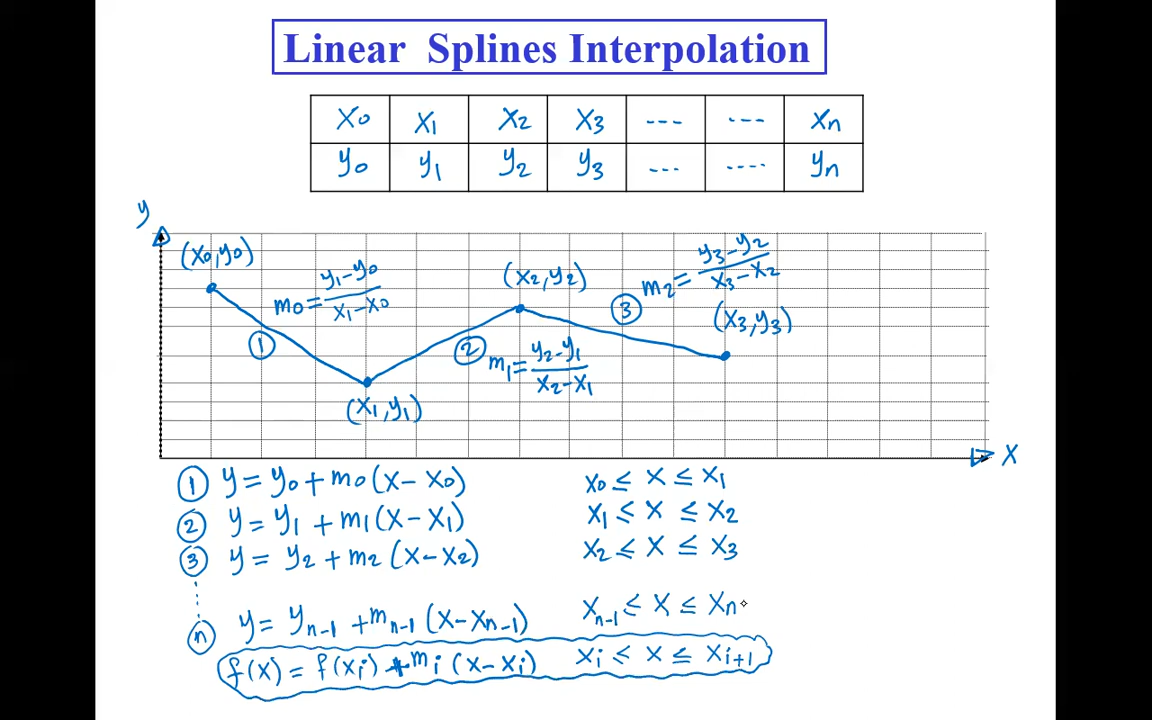 Linear Splines Interpolation
x0 x1 x2 x3 --- --- xn
y0 y1 y2 y3 --- ---- yn
y
(x0,y0)
m0 = y1-y0 / x1-x0
(x2,y2)
m2 = y3-y2 / x3-x2
3
(x3,y3)
1
2
m1 = y2-y1 / x2-x1
(x1,y1)
x
1 y = y0 + m0 (x - x0) x0 ≤ x ≤ x1
2 y = y1 + m1 (x - x1) x1 ≤ x ≤ x2
3 y = y2 + m2 (x - x2) x2 ≤ x ≤ x3
n y = yn-1 + mn-1 (x - xn-1) xn-1 ≤ x ≤ xn
f(x) = f(xi) + mi (x - xi) xi ≤ x ≤ xi+1